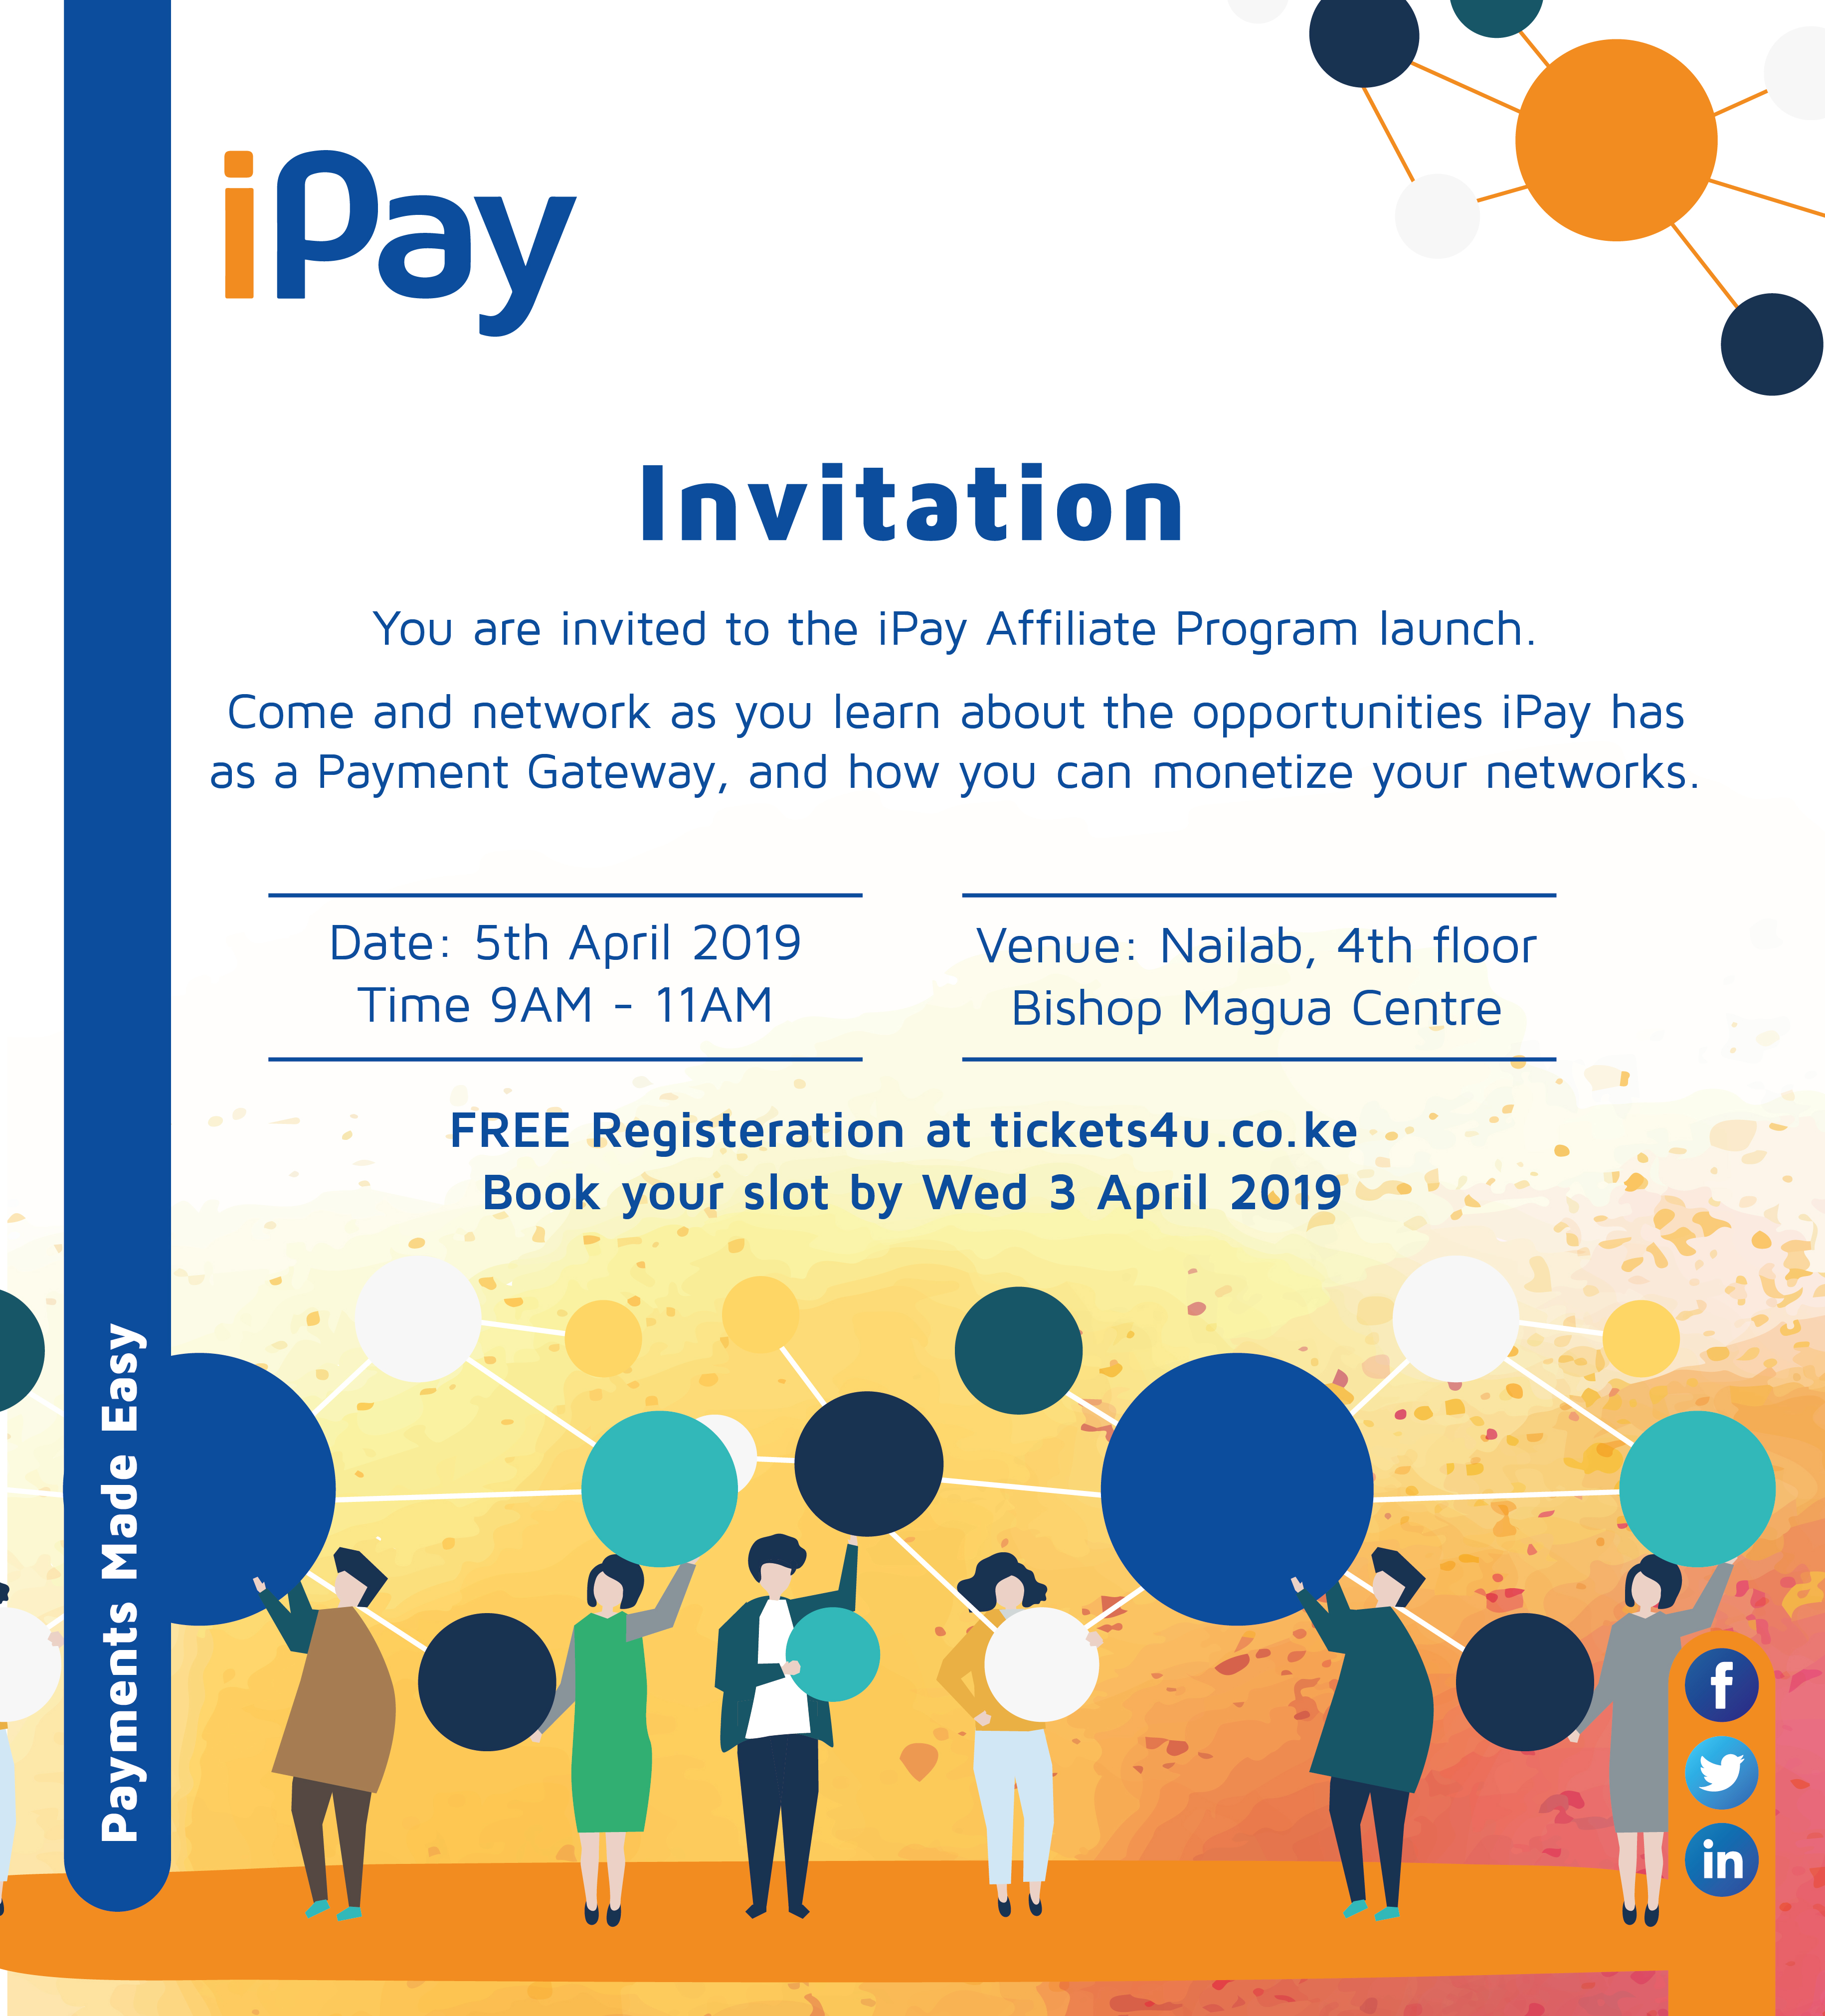 iPay
Invitation
You are invited to the iPay Affiliate Program launch.
Come and network as you learn about the opportunities iPay has
as a Payment Gateway, and how you can monetize your networks.
Date: 5th April 2019
Time 9AM - 11AM
Venue: Nailab, 4th floor
Bishop Magua Centre
FREE Registeration at tickets4u.co.ke
Book your slot by Wed 3 April 2019
Payments Made Easy
f
in